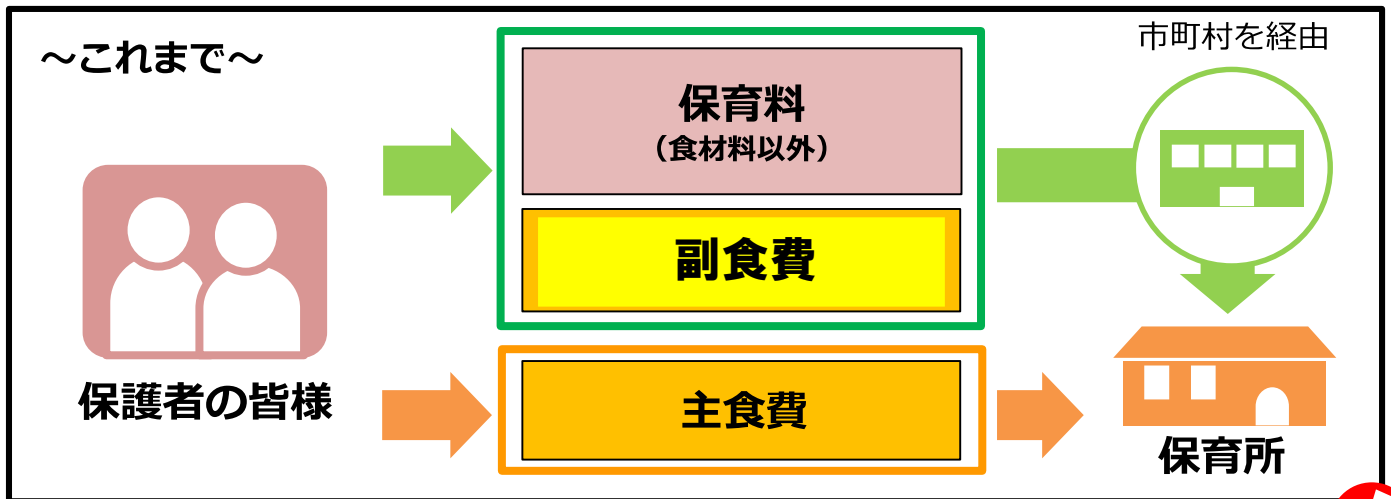 ～これまで～
市町村を経由
保育料
（食材料以外）
副食費
保護者の皆様
主食費
保育所